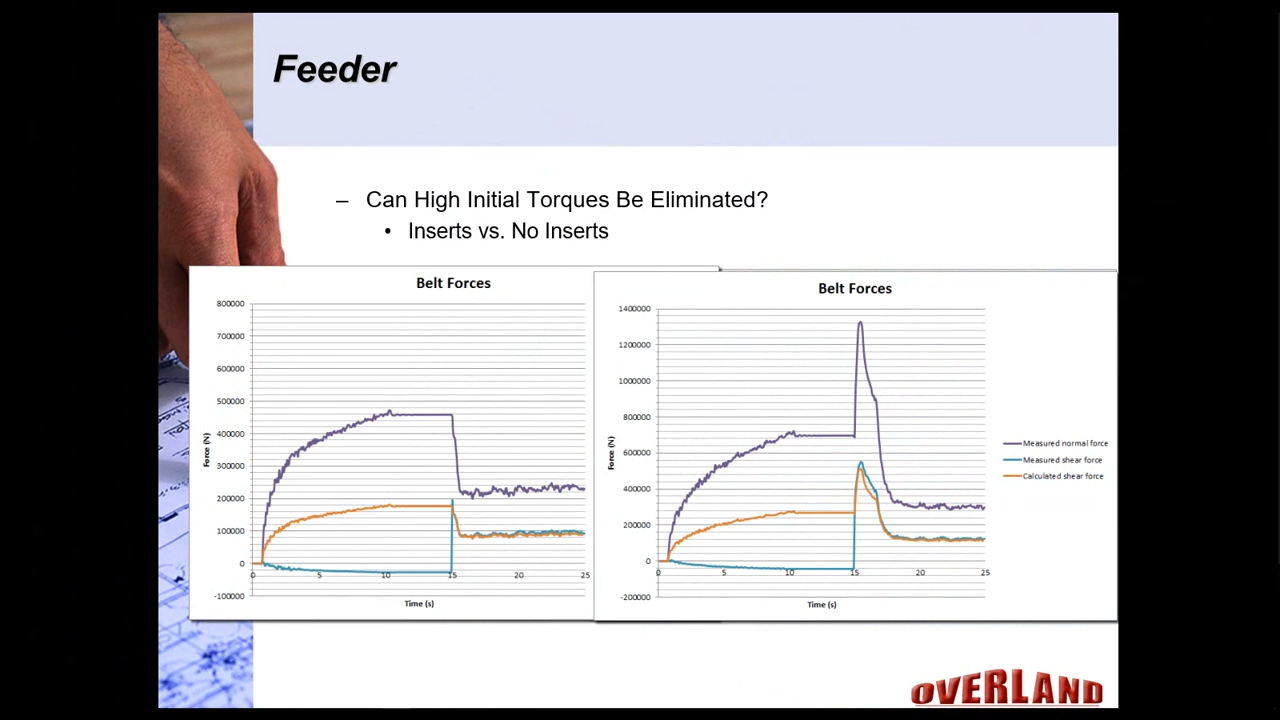 Feeder
– Can High Initial Torques Be Eliminated?
• Inserts vs. No Inserts
Belt Forces
800000
700000
600000
500000
400000
300000
200000
100000
0
-100000
Force (N)
0 5 10 15 20 25
Time (s)
Belt Forces
1400000
1200000
1000000
800000
600000
400000
200000
0
-200000
Force (N)
0 5 10 15 20 25
Time (s)
Measured normal force
Measured shear force
Calculated shear force
OVERLAND